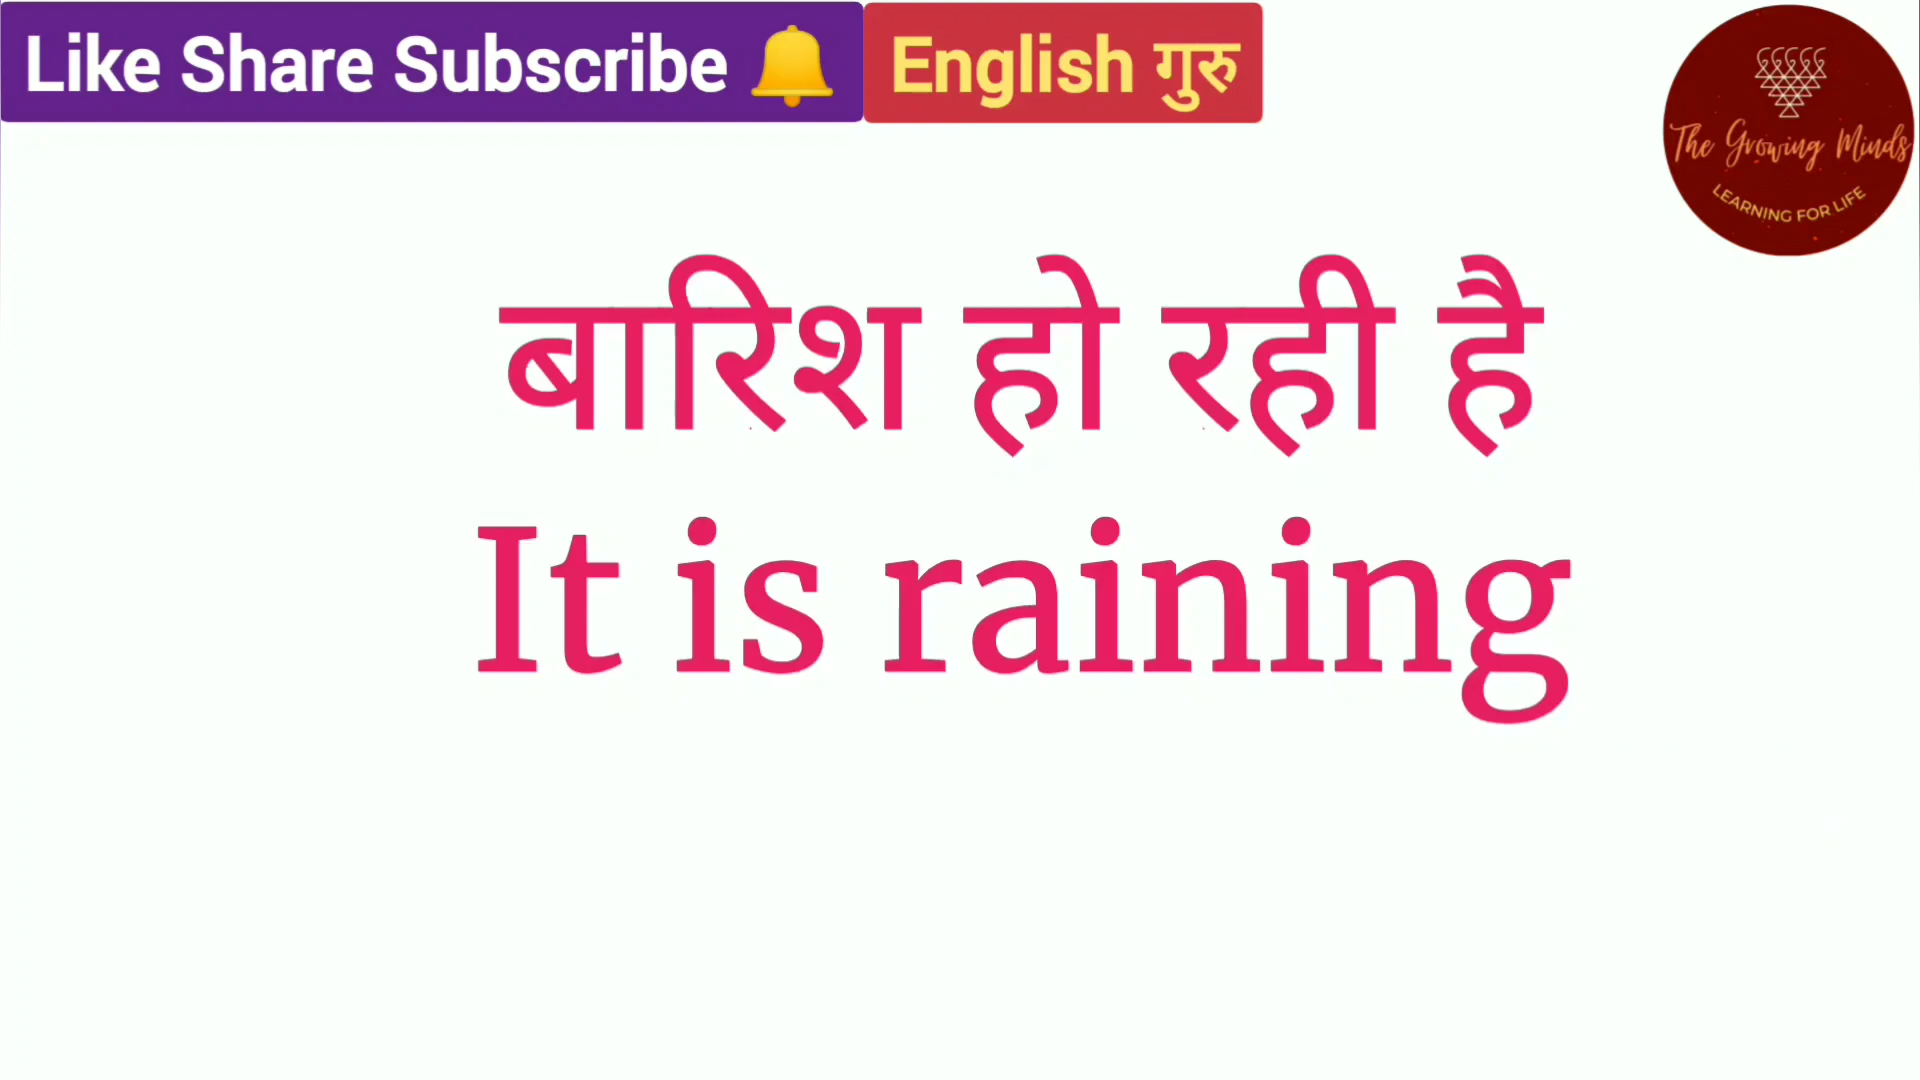 Like Share Subscribe 🔔 English गुरु
The Growing Minds
LEARNING FOR LIFE
बारिश हो रही है
It is raining